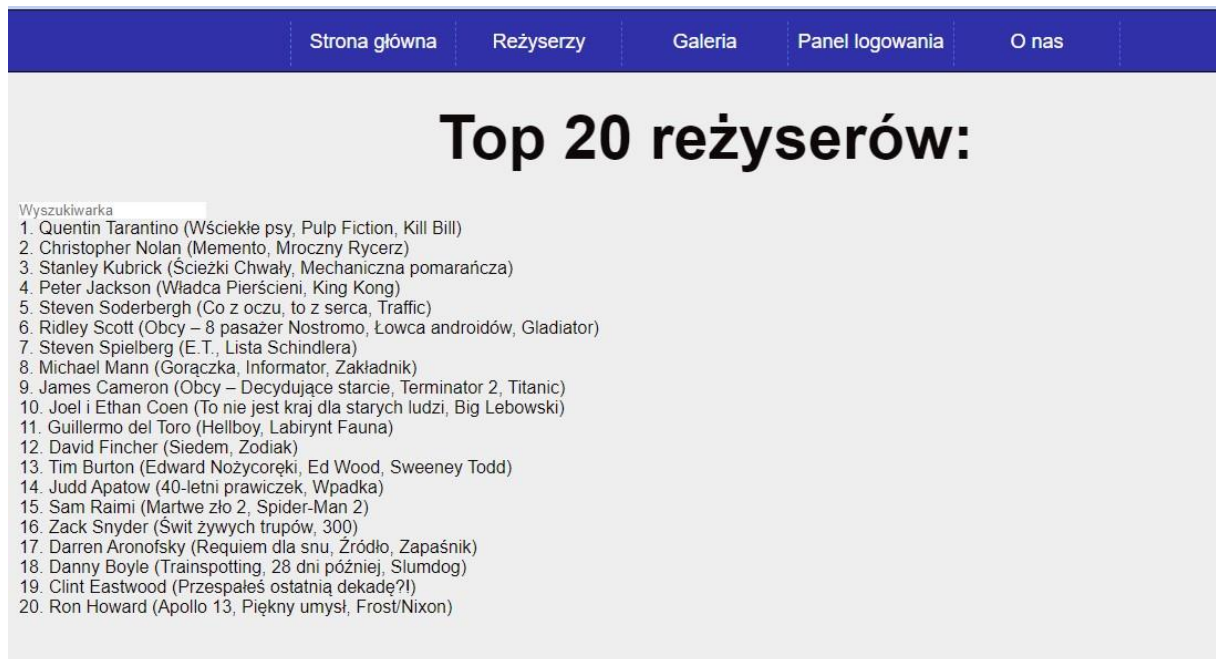 Strona główna Reżyserzy Galeria Panel logowania O nas
Top 20 reżyserów:
Wyszukiwarka
1. Quentin Tarantino (Wściekłe psy, Pulp Fiction, Kill Bill)
2. Christopher Nolan (Memento, Mroczny Rycerz)
3. Stanley Kubrick (Ścieżki Chwały, Mechaniczna pomarańcza)
4. Peter Jackson (Władca Pierścieni, King Kong)
5. Steven Soderbergh (Co z oczu, to z serca, Traffic)
6. Ridley Scott (Obcy – 8 pasażer Nostromo, Łowca androidów, Gladiator)
7. Steven Spielberg (E.T., Lista Schindlera)
8. Michael Mann (Gorączka, Informator, Zakładnik)
9. James Cameron (Obcy – Decydujące starcie, Terminator 2, Titanic)
10. Joel i Ethan Coen (To nie jest kraj dla starych ludzi, Big Lebowski)
11. Guillermo del Toro (Hellboy, Labirynt Fauna)
12. David Fincher (Siedem, Zodiak)
13. Tim Burton (Edward Nożycoręki, Ed Wood, Sweeney Todd)
14. Judd Apatow (40-letni prawiczek, Wpadka)
15. Sam Raimi (Martwe zło 2, Spider-Man 2)
16. Zack Snyder (Świt żywych trupów, 300)
17. Darren Aronofsky (Requiem dla snu, Źródło, Zapaśnik)
18. Danny Boyle (Trainspotting, 28 dni później, Slumdog)
19. Clint Eastwood (Przespałeś ostatnią dekadę?!)
20. Ron Howard (Apollo 13, Piękny umysł, Frost/Nixon)